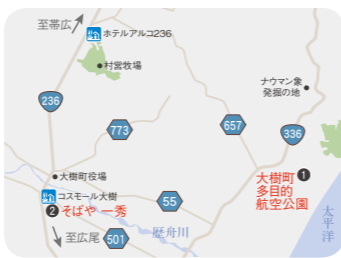 至帯広
ホテルアルコ236
村営牧場
ナウマン象
発掘の地
236
773
657
336
大樹町役場
コスモール大樹
❷そばや 一秀
55
大樹町❶
多目的
航空公園
至広尾
501
歴舟川
太平洋